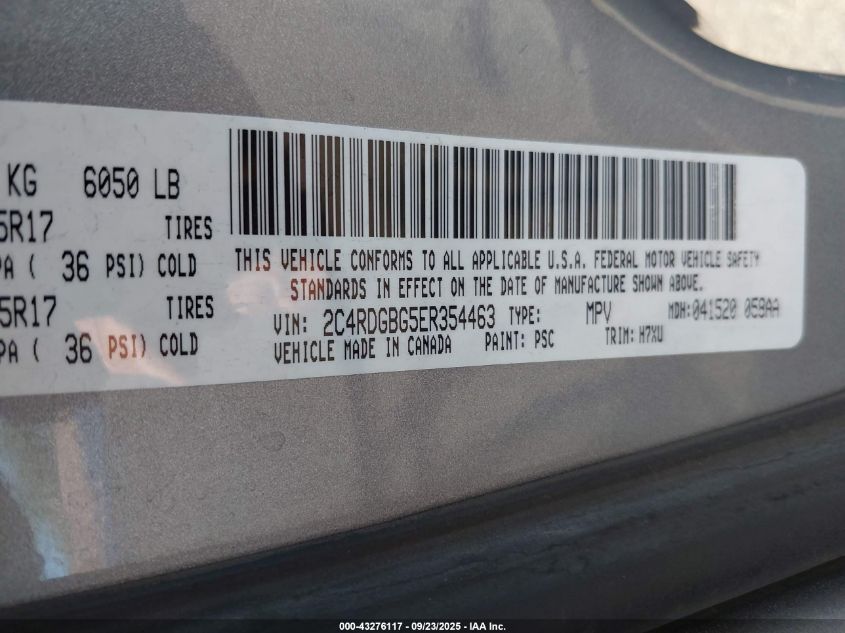 KG 6050 LB
5R17 TIRES
PA ( 36 PSI) COLD
5R17 TIRES
PA ( 36 PSI) COLD
THIS VEHICLE CONFORMS TO ALL APPLICABLE U.S.A. FEDERAL MOTOR VEHICLE SAFETY
STANDARDS IN EFFECT ON THE DATE OF MANUFACTURE SHOWN ABOVE.
VIN: 2C4RDGBG5ER354463 TYPE: MPV MDH:041520 059AA
VEHICLE MADE IN CANADA PAINT: PSC TRIM: H7XU
000-43276117 - 09/23/2025 - IAA Inc.